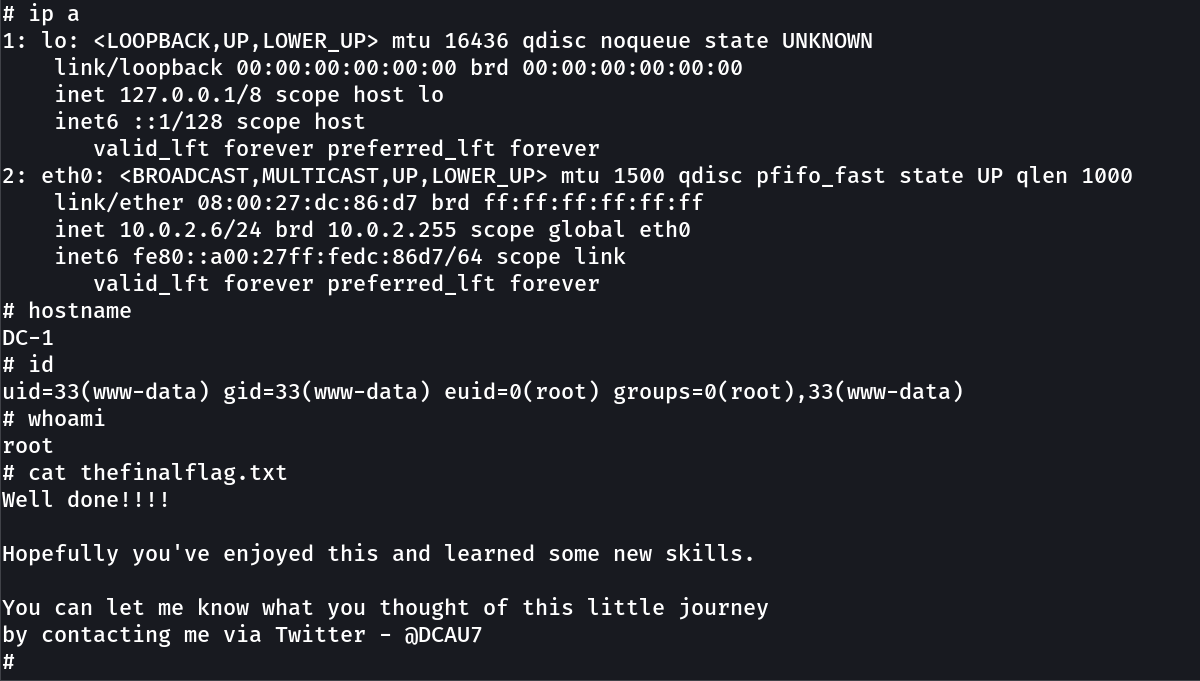 # ip a
1: lo: <LOOPBACK,UP,LOWER_UP> mtu 16436 qdisc noqueue state UNKNOWN
    link/loopback 00:00:00:00:00:00 brd 00:00:00:00:00:00
    inet 127.0.0.1/8 scope host lo
    inet6 ::1/128 scope host
       valid_lft forever preferred_lft forever
2: eth0: <BROADCAST,MULTICAST,UP,LOWER_UP> mtu 1500 qdisc pfifo_fast state UP qlen 1000
    link/ether 08:00:27:dc:86:d7 brd ff:ff:ff:ff:ff:ff
    inet 10.0.2.6/24 brd 10.0.2.255 scope global eth0
    inet6 fe80::a00:27ff:fedc:86d7/64 scope link
       valid_lft forever preferred_lft forever
# hostname
DC-1
# id
uid=33(www-data) gid=33(www-data) euid=0(root) groups=0(root),33(www-data)
# whoami
root
# cat thefinalflag.txt
Well done!!!!

Hopefully you've enjoyed this and learned some new skills.

You can let me know what you thought of this little journey
by contacting me via Twitter - @DCAU7
#